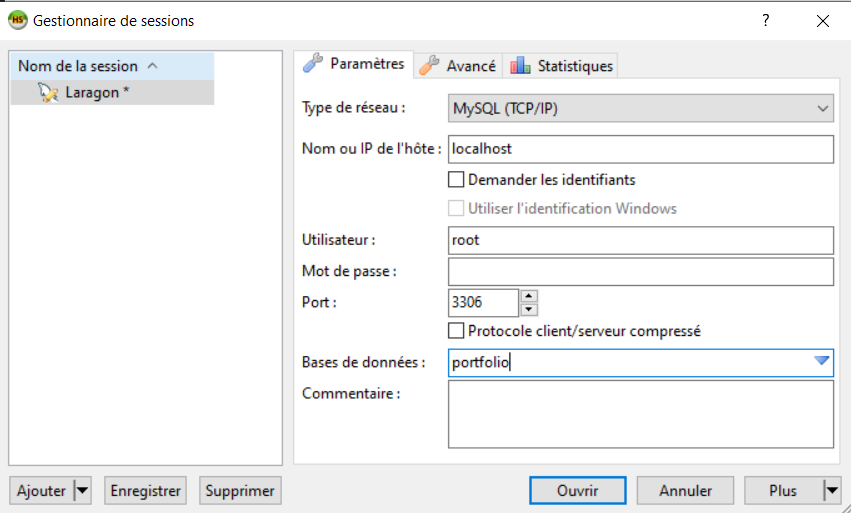 HS
Gestionnaire de sessions
?
Nom de la session
Laragon *
Paramètres
Avancé
Statistiques
Type de réseau :
MySQL (TCP/IP)
Nom ou IP de l'hôte :
localhost
Demander les identifiants
Utiliser l'identification Windows
Utilisateur :
root
Mot de passe :
Port :
3306
Protocole client/serveur compressé
Bases de données :
portfolio
Commentaire :
Ajouter
Enregistrer
Supprimer
Ouvrir
Annuler
Plus